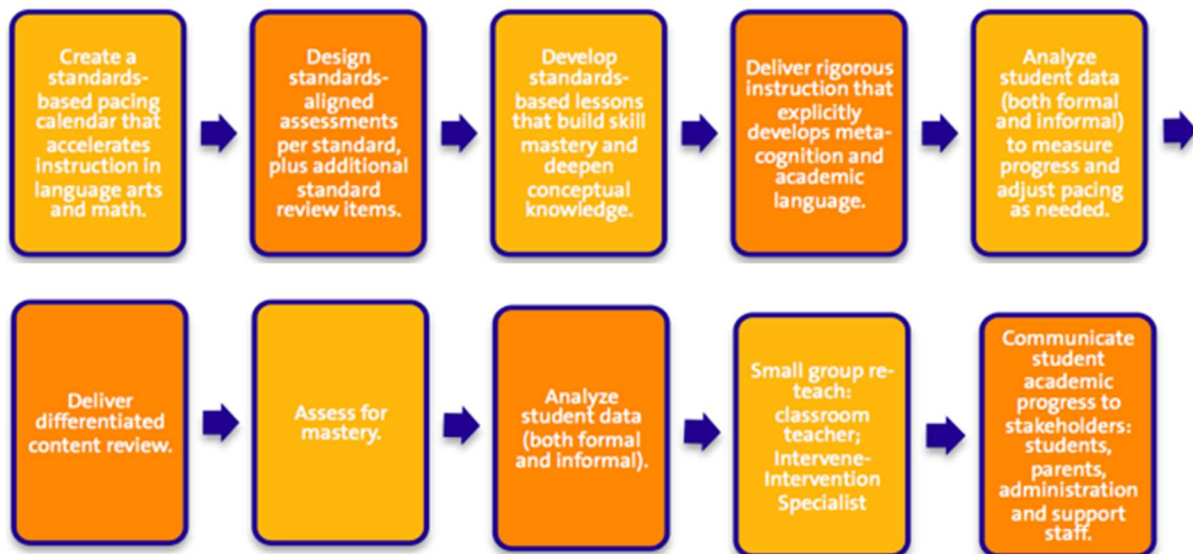 Create a
standards-
based pacing
calendar that
accelerates
instruction in
language arts
and math.
Design
standards-
aligned
assessments
per standard,
plus additional
standard
review items.
Develop
standards-
based lessons
that build skill
mastery and
deepen
conceptual
knowledge.
Deliver rigorous
instruction that
explicitly
develops meta-
cognition and
academic
language.
Analyze
student data
(both formal
and informal)
to measure
progress and
adjust pacing
as needed.
Deliver
differentiated
content review.
Assess for
mastery.
Analyze
student data
(both formal
and informal).
Small group re-
teach:
classroom
teacher;
Intervene-
Intervention
Specialist
Communicate
student
academic
progress to
stakeholders:
students,
parents,
administration
and support
staff.